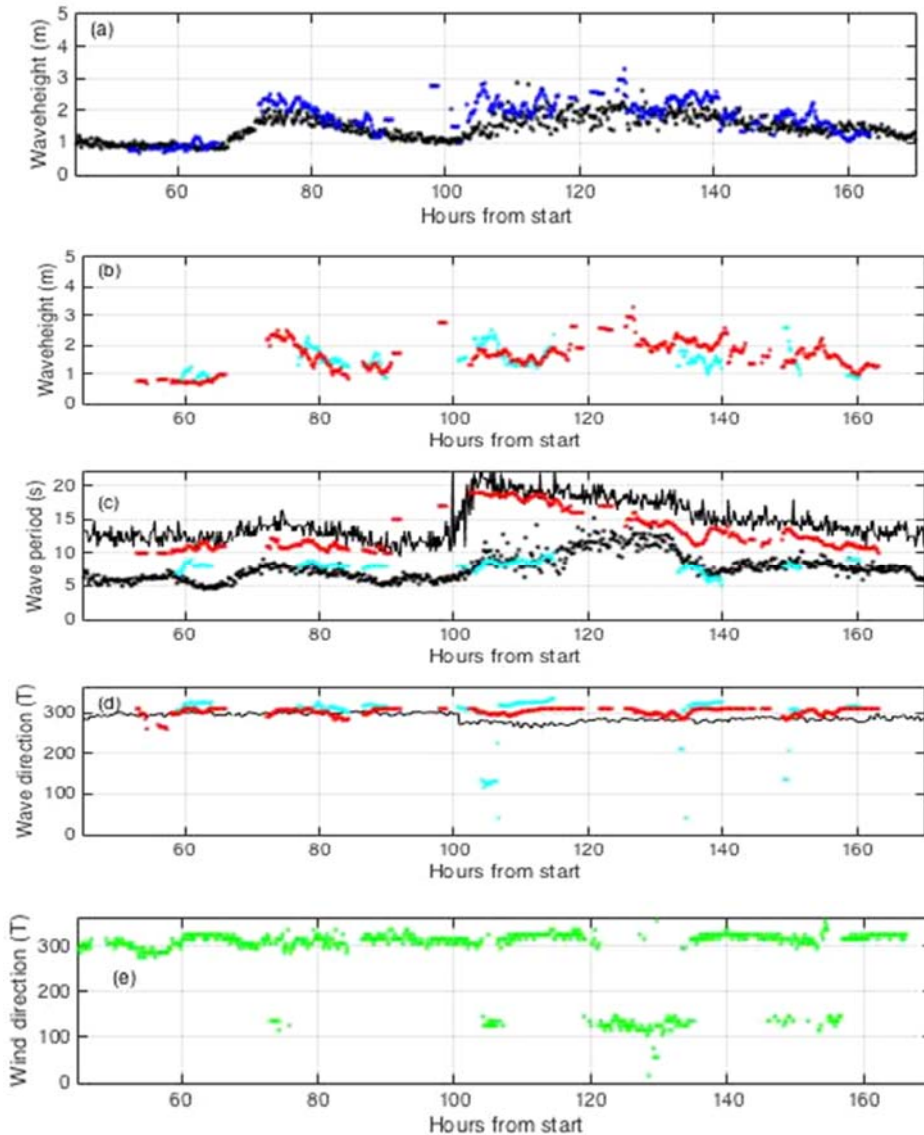 (a)
Waveheight (m)
5
4
3
2
1
0
60 80 100 120 140 160
Hours from start
(b)
Waveheight (m)
5
4
3
2
1
0
60 80 100 120 140 160
Hours from start
(c)
Wave period (s)
20
15
10
5
0
60 80 100 120 140 160
Hours from start
(d)
Wave direction (T)
300
200
100
0
60 80 100 120 140 160
Hours from start
(e)
Wind direction (T)
300
200
100
0
60 80 100 120 140 160
Hours from start